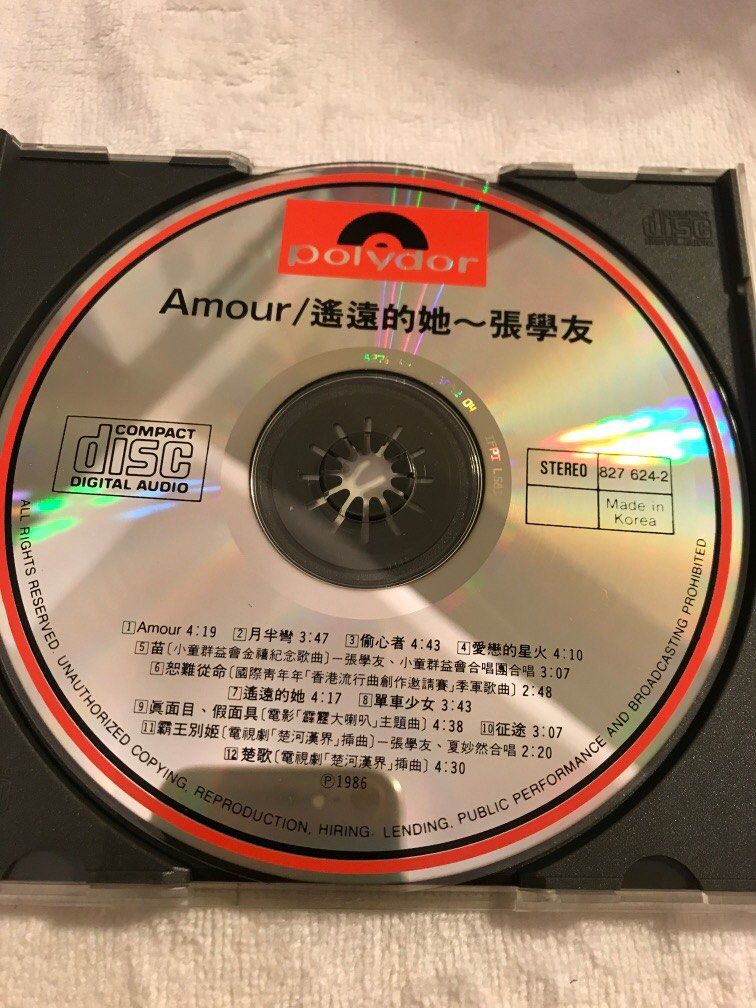 polydor
Amour/遙遠的她～張學友
COMPACT
disc
DIGITAL AUDIO
STEREO 827 624-2
Made in
Korea
1 Amour 4:19 2 月半彎 3:47 3 偷心者 4:43 4 愛戀的星火 4:10
5 苗〔小童群益會金禧紀念歌曲〕—張學友、小童群益會合唱團合唱 3:07
6 恕難從命〔國際青年年「香港流行曲創作邀請賽」季軍歌曲〕2:48
7 遙遠的她 4:17 8 單車少女 3:43
9 眞面目、假面具〔電影「霹靂大喇叭」主題曲〕4:38 10 征途 3:07
11 霸王別姬〔電視劇「楚河漢界」揷曲〕—張學友、夏妙然合唱 2:20
12 楚歌〔電視劇「楚河漢界」揷曲〕4:30
℗1986
ALL RIGHTS RESERVED. UNAUTHORIZED COPYING, REPRODUCTION, HIRING. LENDING, PUBLIC PERFORMANCE AND BROADCASTING PROHIBITED
COMPACT
disc
DIGITAL AUDIO